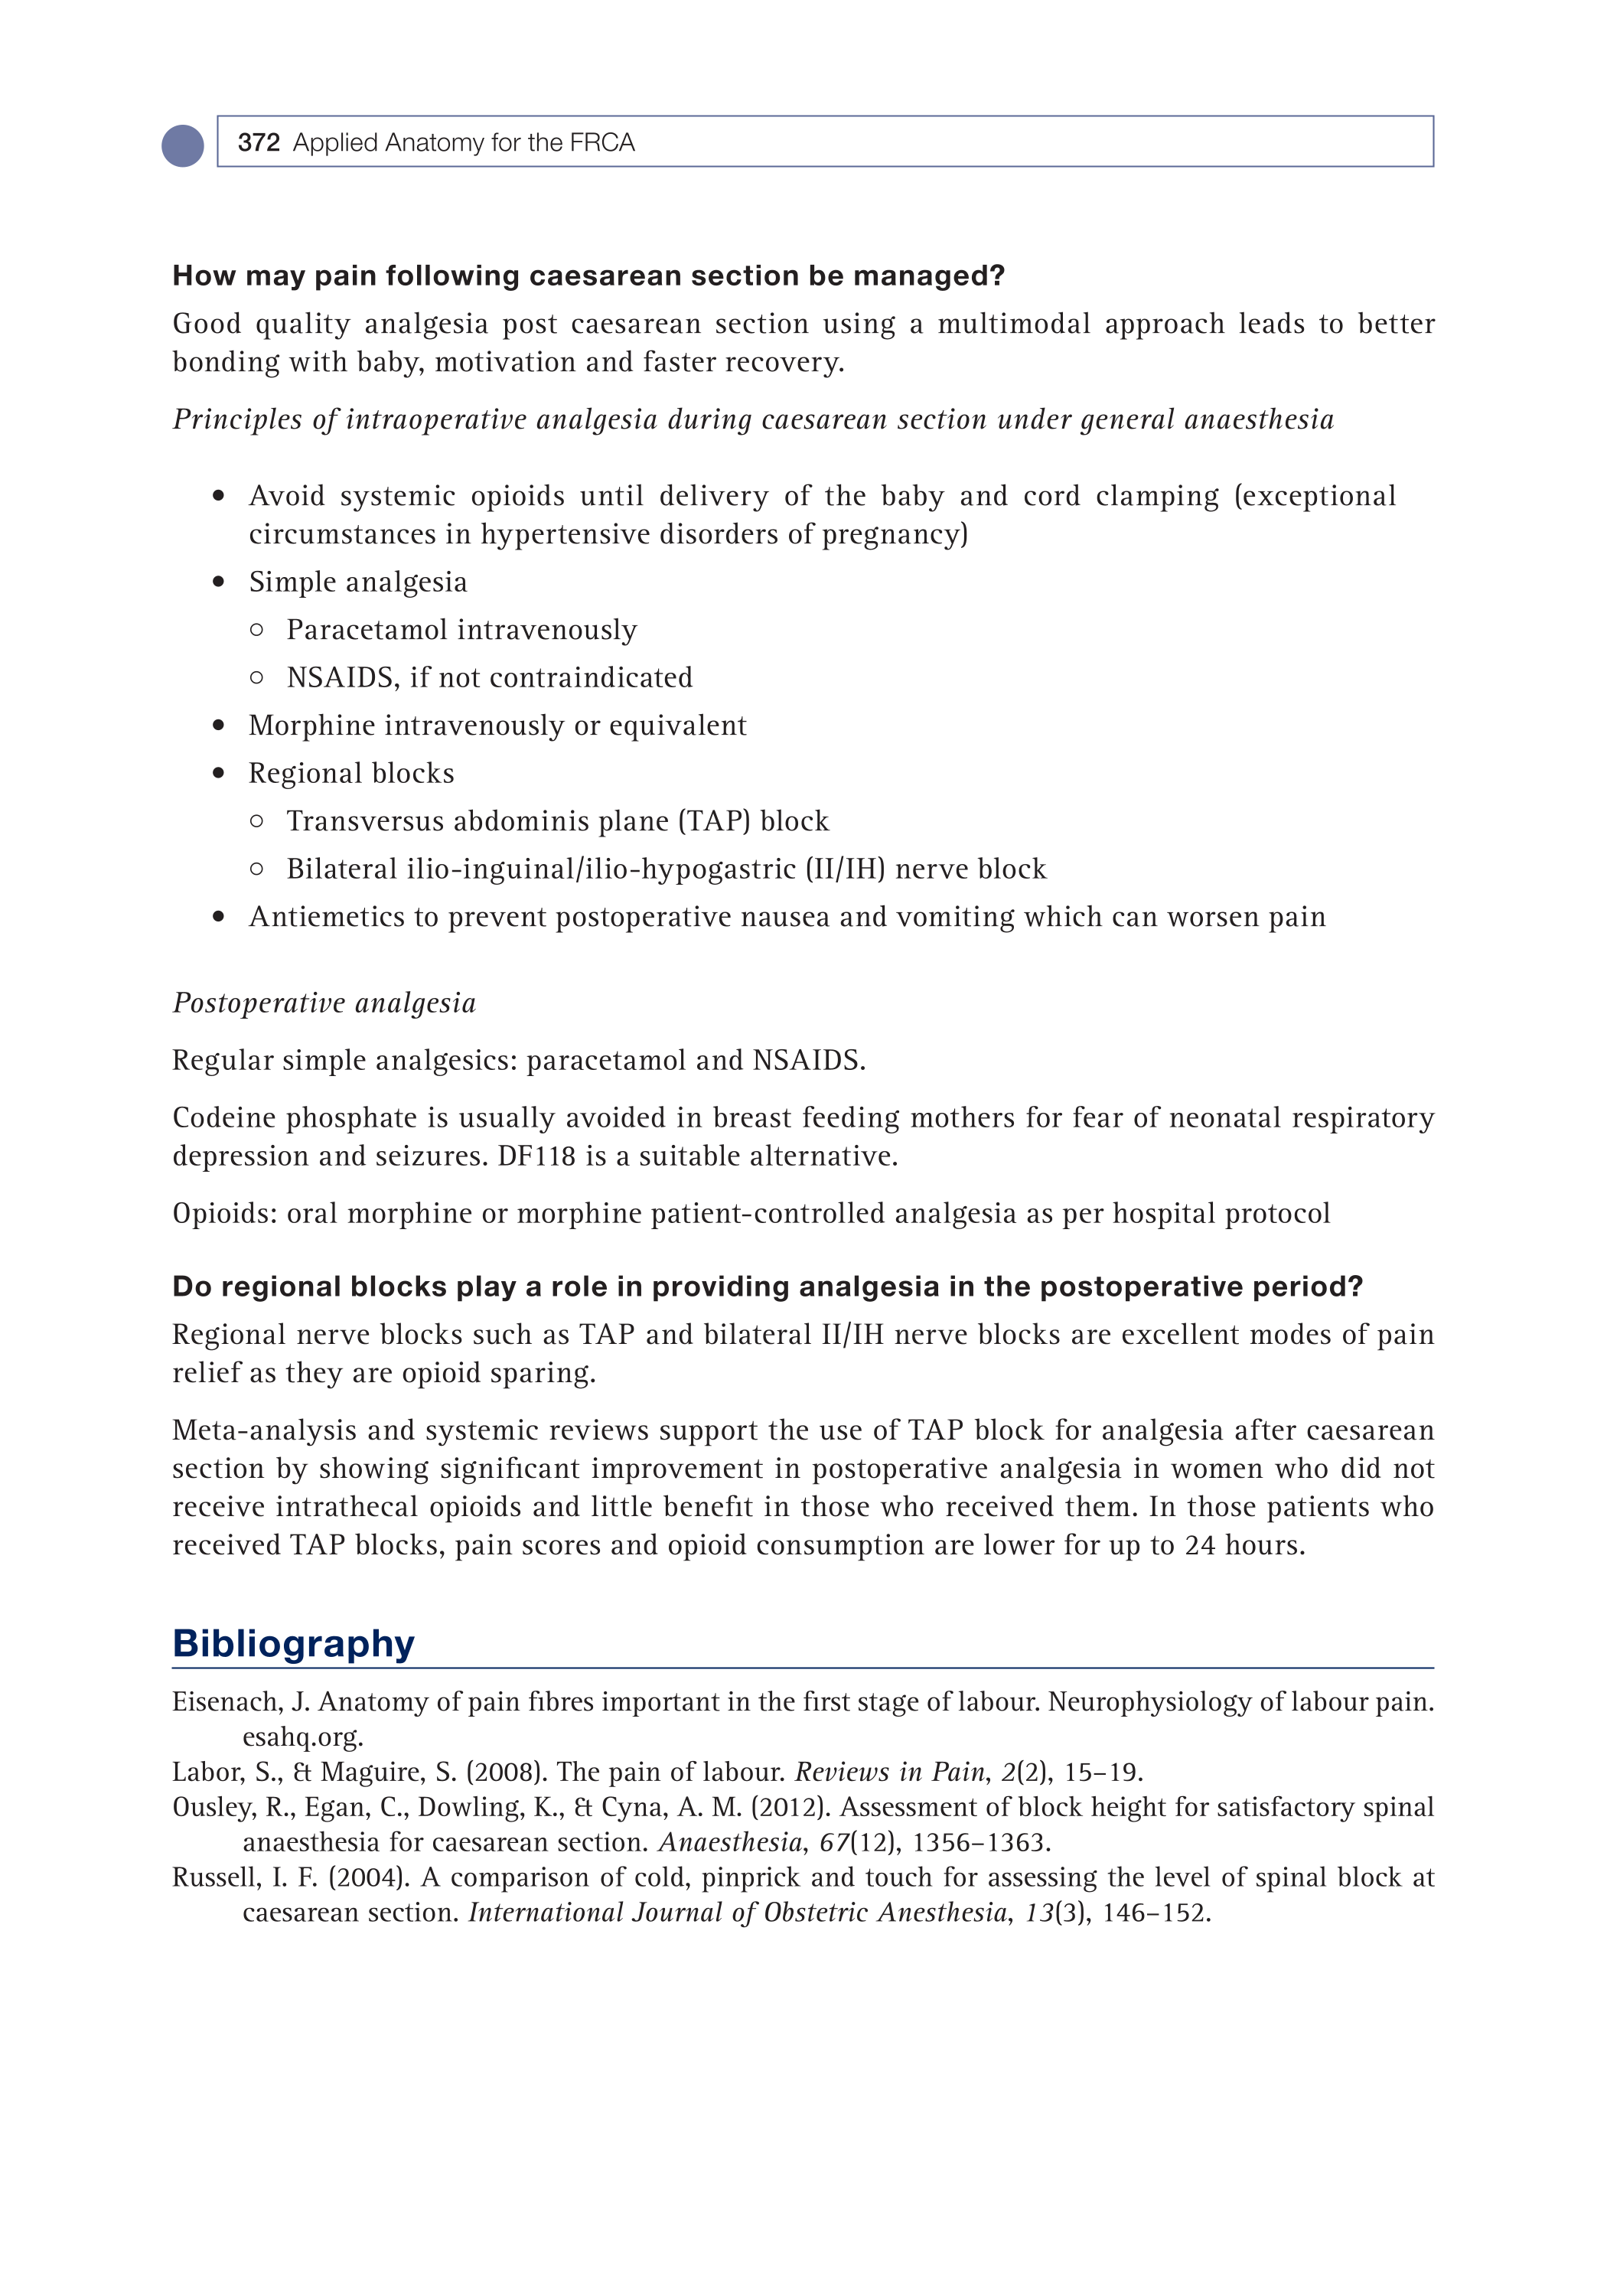 372 Applied Anatomy for the FRCA
How may pain following caesarean section be managed?
Good quality analgesia post caesarean section using a multimodal approach leads to better
bonding with baby, motivation and faster recovery.
Principles of intraoperative analgesia during caesarean section under general anaesthesia
• Avoid systemic opioids until delivery of the baby and cord clamping (exceptional
circumstances in hypertensive disorders of pregnancy)
• Simple analgesia
○ Paracetamol intravenously
○ NSAIDS, if not contraindicated
• Morphine intravenously or equivalent
• Regional blocks
○ Transversus abdominis plane (TAP) block
○ Bilateral ilio-inguinal/ilio-hypogastric (II/IH) nerve block
• Antiemetics to prevent postoperative nausea and vomiting which can worsen pain
Postoperative analgesia
Regular simple analgesics: paracetamol and NSAIDS.
Codeine phosphate is usually avoided in breast feeding mothers for fear of neonatal respiratory
depression and seizures. DF118 is a suitable alternative.
Opioids: oral morphine or morphine patient-controlled analgesia as per hospital protocol
Do regional blocks play a role in providing analgesia in the postoperative period?
Regional nerve blocks such as TAP and bilateral II/IH nerve blocks are excellent modes of pain
relief as they are opioid sparing.
Meta-analysis and systemic reviews support the use of TAP block for analgesia after caesarean
section by showing significant improvement in postoperative analgesia in women who did not
receive intrathecal opioids and little benefit in those who received them. In those patients who
received TAP blocks, pain scores and opioid consumption are lower for up to 24 hours.
Bibliography
Eisenach, J. Anatomy of pain fibres important in the first stage of labour. Neurophysiology of labour pain.
esahq.org.
Labor, S., & Maguire, S. (2008). The pain of labour. Reviews in Pain, 2(2), 15–19.
Ousley, R., Egan, C., Dowling, K., & Cyna, A. M. (2012). Assessment of block height for satisfactory spinal
anaesthesia for caesarean section. Anaesthesia, 67(12), 1356–1363.
Russell, I. F. (2004). A comparison of cold, pinprick and touch for assessing the level of spinal block at
caesarean section. International Journal of Obstetric Anesthesia, 13(3), 146–152.